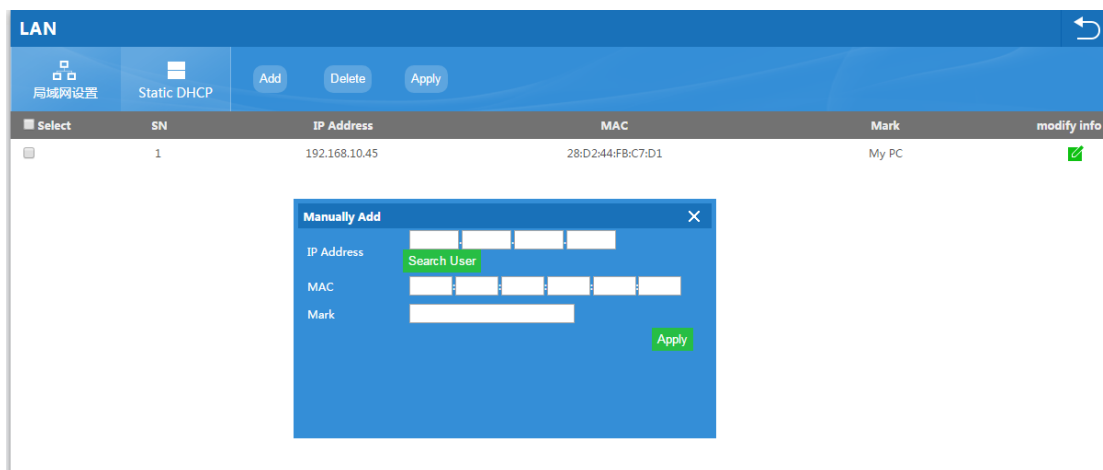 LAN
局域网设置 Static DHCP Add Delete Apply
Select SN IP Address MAC Mark modify info
1 192.168.10.45 28:D2:44:FB:C7:D1 My PC
Manually Add
IP Address . . .
Search User
MAC : : : : :
Mark
Apply